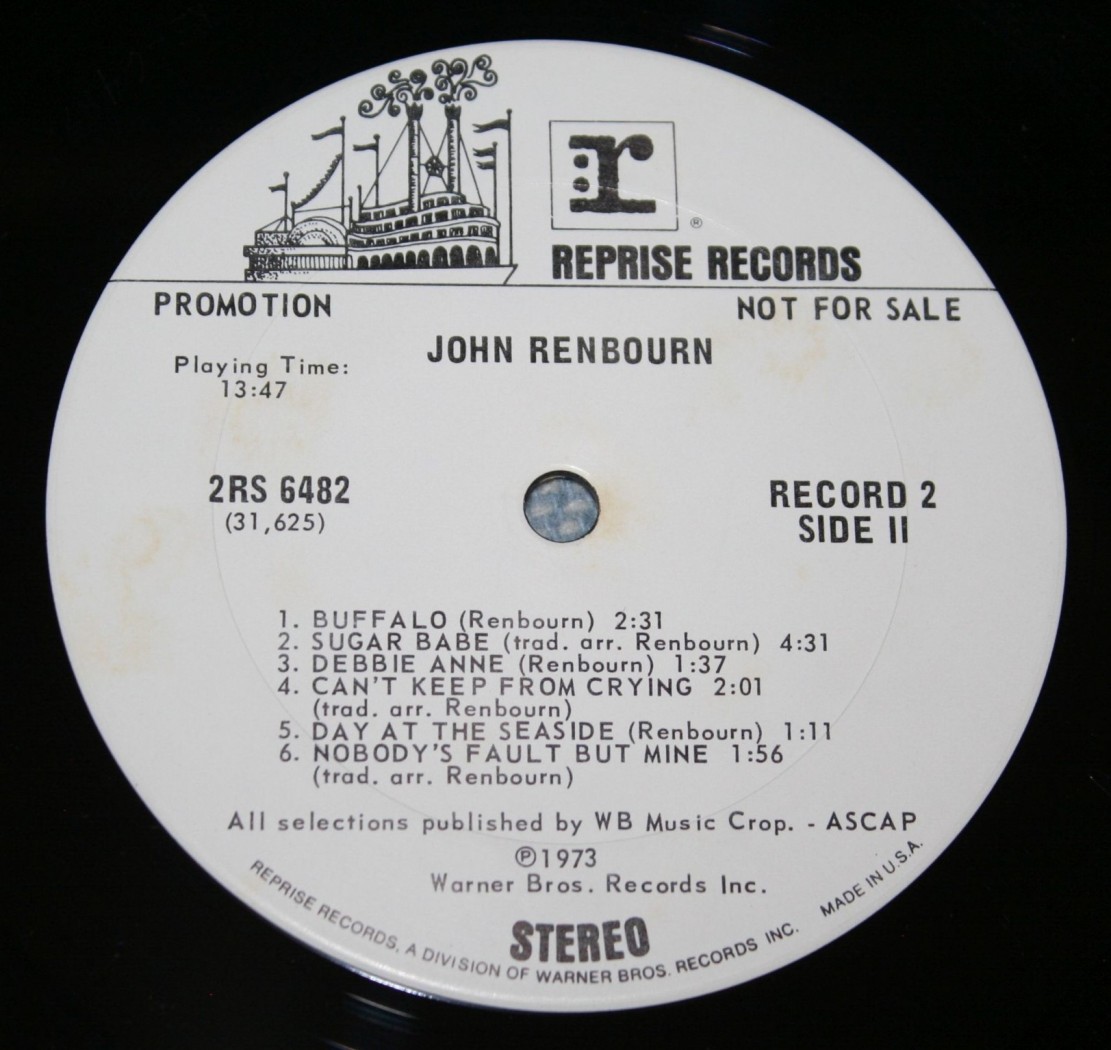 r
®
REPRISE RECORDS
PROMOTION
NOT FOR SALE
JOHN RENBOURN
Playing Time:
13:47
2RS 6482
(31,625)
RECORD 2
SIDE II
1. BUFFALO (Renbourn) 2:31
2. SUGAR BABE (trad. arr. Renbourn) 4:31
3. DEBBIE ANNE (Renbourn) 1:37
4. CAN'T KEEP FROM CRYING 2:01
(trad. arr. Renbourn)
5. DAY AT THE SEASIDE (Renbourn) 1:11
6. NOBODY'S FAULT BUT MINE 1:56
(trad. arr. Renbourn)
All selections published by WB Music Crop. - ASCAP
℗1973
Warner Bros. Records Inc.
STEREO
REPRISE RECORDS, A DIVISION OF WARNER BROS. RECORDS INC. MADE IN U.S.A.